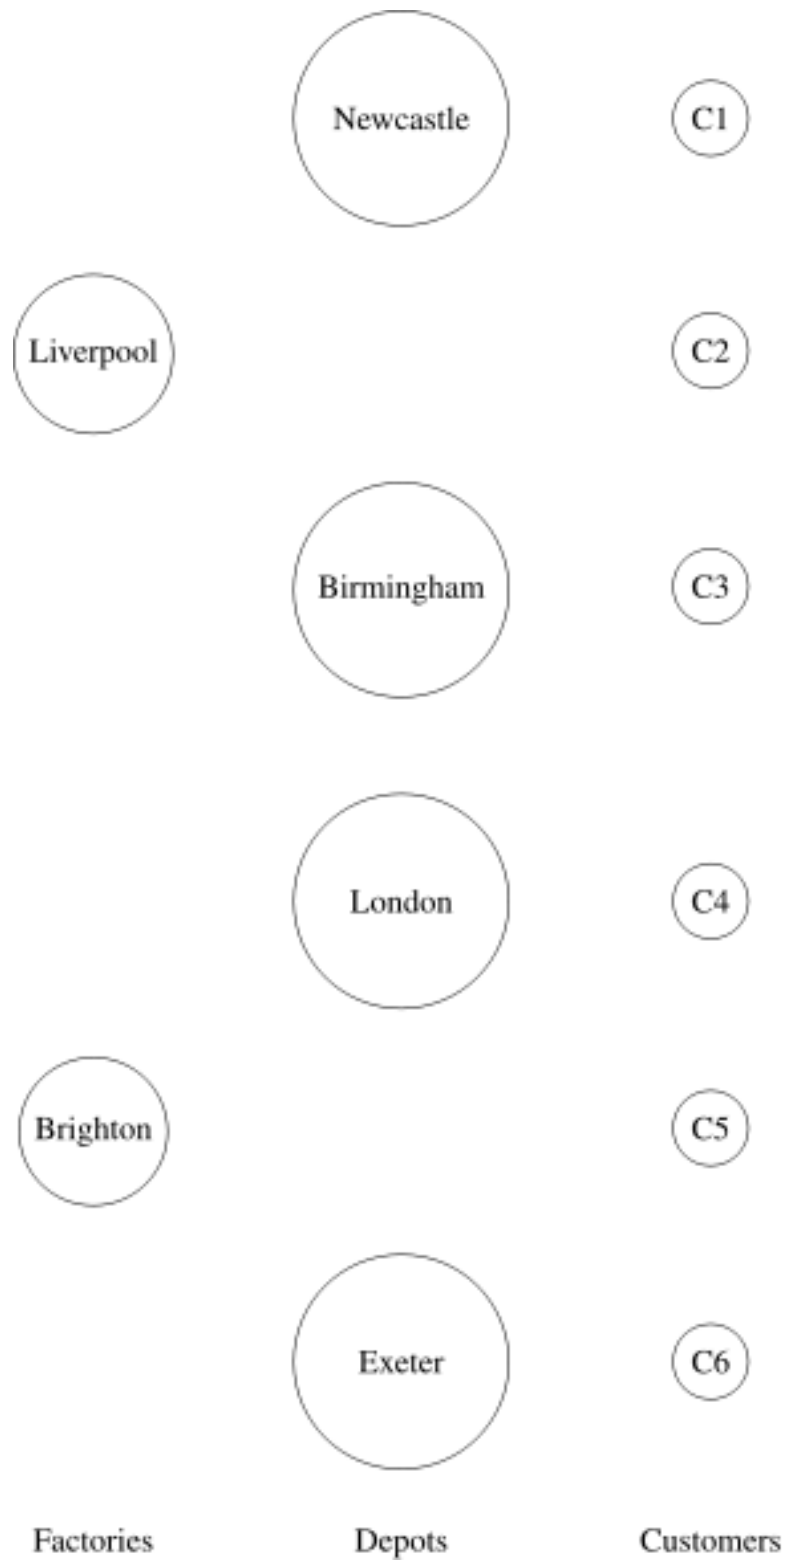 Newcastle
C1
Liverpool
C2
Birmingham
C3
London
C4
Brighton
C5
Exeter
C6
Factories
Depots
Customers